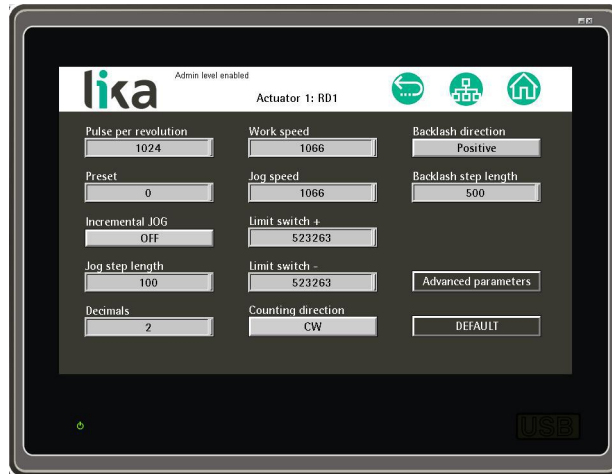 lika
Admin level enabled
Actuator 1: RD1
Pulse per revolution
1024
Preset
0
Incremental JOG
OFF
Jog step length
100
Decimals
2
Work speed
1066
Jog speed
1066
Limit switch +
523263
Limit switch -
523263
Counting direction
CW
Backlash direction
Positive
Backlash step length
500
Advanced parameters
DEFAULT
USB